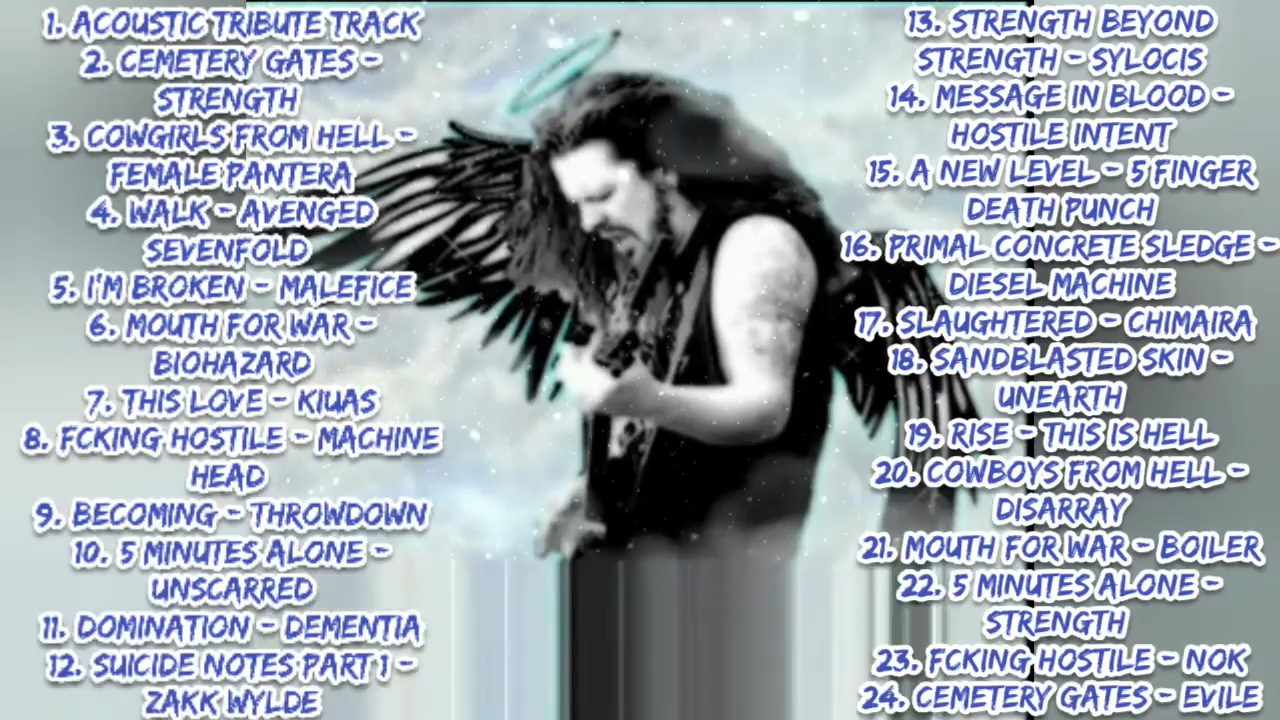 1. ACOUSTIC TRIBUTE TRACK
2. CEMETERY GATES -
STRENGTH
3. COWGIRLS FROM HELL -
FEMALE PANTERA
4. WALK - AVENGED
SEVENFOLD
5. I'M BROKEN - MALEFICE
6. MOUTH FOR WAR -
BIOHAZARD
7. THIS LOVE - KIUAS
8. FCKING HOSTILE - MACHINE
HEAD
9. BECOMING - THROWDOWN
10. 5 MINUTES ALONE -
UNSCARRED
11. DOMINATION - DEMENTIA
12. SUICIDE NOTES PART 1 -
ZAKK WYLDE
13. STRENGTH BEYOND
STRENGTH - SYLOCIS
14. MESSAGE IN BLOOD -
HOSTILE INTENT
15. A NEW LEVEL - 5 FINGER
DEATH PUNCH
16. PRIMAL CONCRETE SLEDGE -
DIESEL MACHINE
17. SLAUGHTERED - CHIMAIRA
18. SANDBLASTED SKIN -
UNEARTH
19. RISE - THIS IS HELL
20. COWBOYS FROM HELL -
DISARRAY
21. MOUTH FOR WAR - BOILER
22. 5 MINUTES ALONE -
STRENGTH
23. FCKING HOSTILE - NOK
24. CEMETERY GATES - EVILE